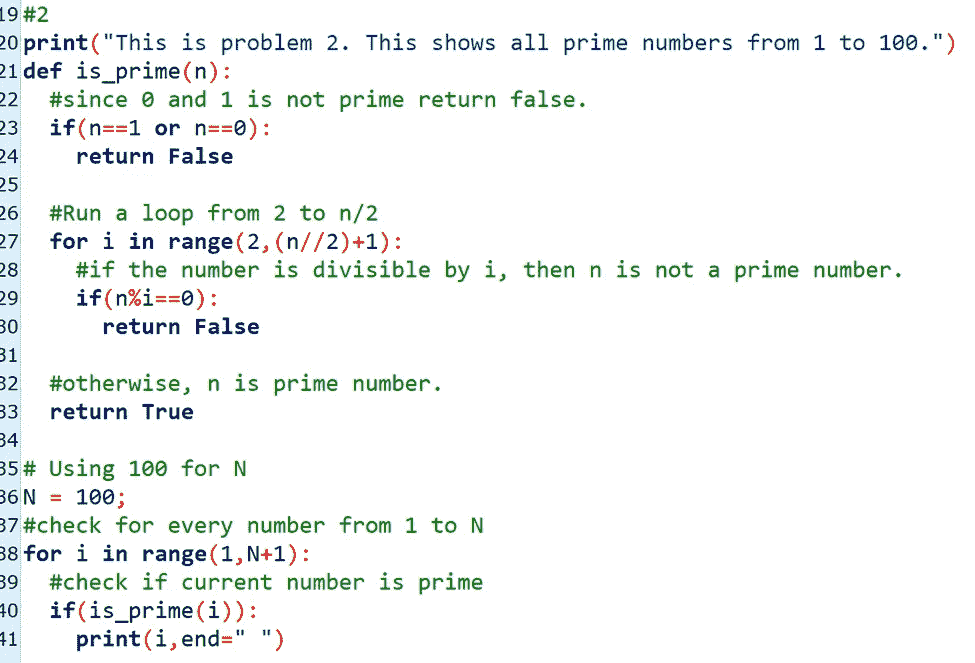 19 #2
20 print("This is problem 2. This shows all prime numbers from 1 to 100.")
21 def is_prime(n):
22   #since 0 and 1 is not prime return false.
23   if(n==1 or n==0):
24     return False
25
26   #Run a loop from 2 to n/2
27   for i in range(2,(n//2)+1):
28     #if the number is divisible by i, then n is not a prime number.
29     if(n%i==0):
30       return False
31
32   #otherwise, n is prime number.
33   return True
34
35 # Using 100 for N
36 N = 100;
37 #check for every number from 1 to N
38 for i in range(1,N+1):
39   #check if current number is prime
40   if(is_prime(i)):
41     print(i,end=" ")